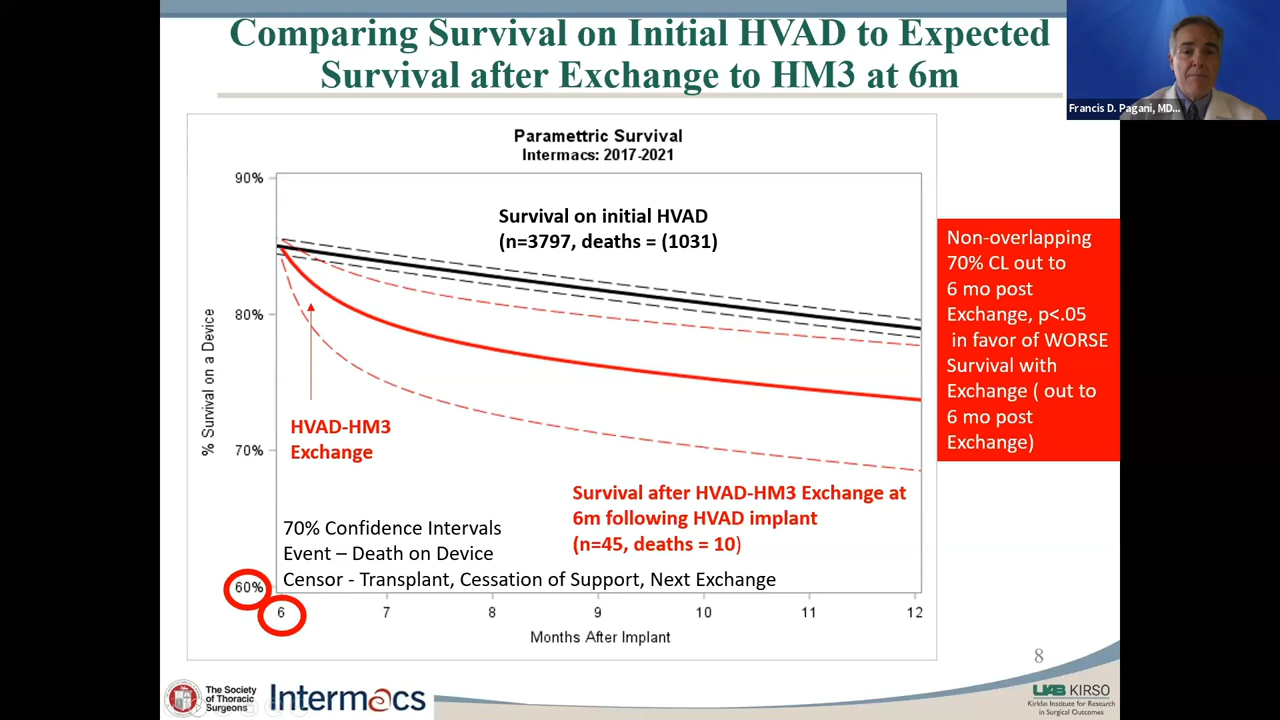 Comparing Survival on Initial HVAD to Expected
Survival after Exchange to HM3 at 6m
Francis D. Pagani, MD...
Paramettric Survival
Intermacs: 2017-2021
90%
80%
70%
60%
% Survival on a Device
Survival on initial HVAD
(n=3797, deaths = (1031)
HVAD-HM3
Exchange
Survival after HVAD-HM3 Exchange at
6m following HVAD implant
(n=45, deaths = 10)
70% Confidence Intervals
Event – Death on Device
Censor - Transplant, Cessation of Support, Next Exchange
6 7 8 9 10 11 12
Months After Implant
Non-overlapping
70% CL out to
6 mo post
Exchange, p<.05
in favor of WORSE
Survival with
Exchange ( out to
6 mo post
Exchange)
8
The Society
of Thoracic
Surgeons
Intermacs
UAB KIRSO
Kirklin Institute for Research
in Surgical Outcomes